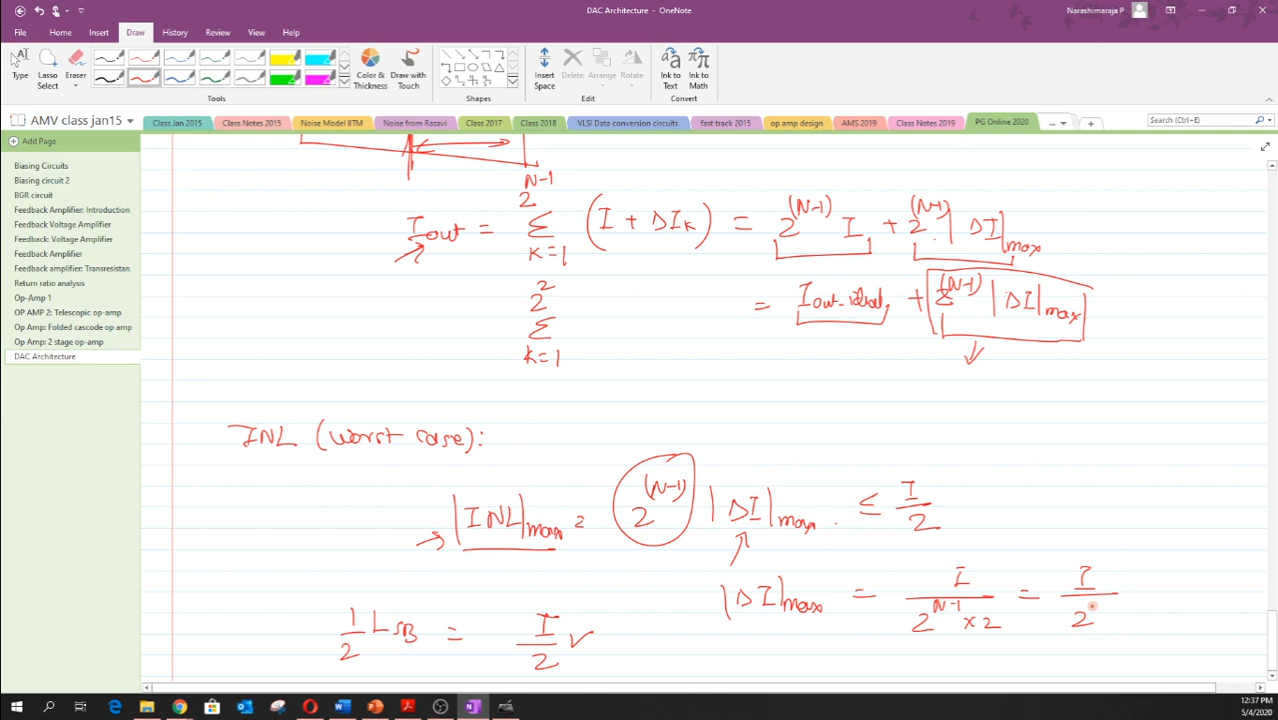 DAC Architecture - OneNote
Narashimaraja P
File Home Insert Draw History Review View Help
Type
Lasso Select
Eraser
Color & Thickness
Draw with Touch
Insert Space
Delete
Arrange
Rotate
Ink to Text
Ink to Math
Tools
Shapes
Edit
Convert
AMV class jan15
Class Jan 2015
Class Notes 2015
Noise Model IITM
Noise from Razavi
Class 2017
Class 2018
VLSI Data conversion circuits
fast track 2015
op amp design
AMS 2019
Class Notes 2019
PG Online 2020
Search (Ctrl+E)
Add Page
Biasing Circuits
Biasing circuit 2
BGR circuit
Feedback Amplifier: Introduction
Feedback Voltage Amplifier
Feedback: Voltage Amplifier
Feedback Amplifier
Feedback amplifier: Transresistan
Return ratio analysis
Op-Amp 1
OP AMP 2: Telescopic op-amp
Op Amp: Folded cascode op amp
Op Amp: 2 stage op-amp
DAC Architecture
Iout = Σ_{k=1}^{2^{N-1}} (I + ΔIk) = 2^{(N-1)} I + 2^{(N-1)} |ΔI|max
= Iout-ideal + 2^{(N-1)} |ΔI|max
Σ_{k=1}^{2^2}
INL (worst case):
|INL|max = 2^{(N-1)} |ΔI|max. ≤ I/2
|ΔI|max = I/(2^{N-1} × 2) = I/2
1/2 LSB = I/2 ✓
12:37 PM
5/4/2020